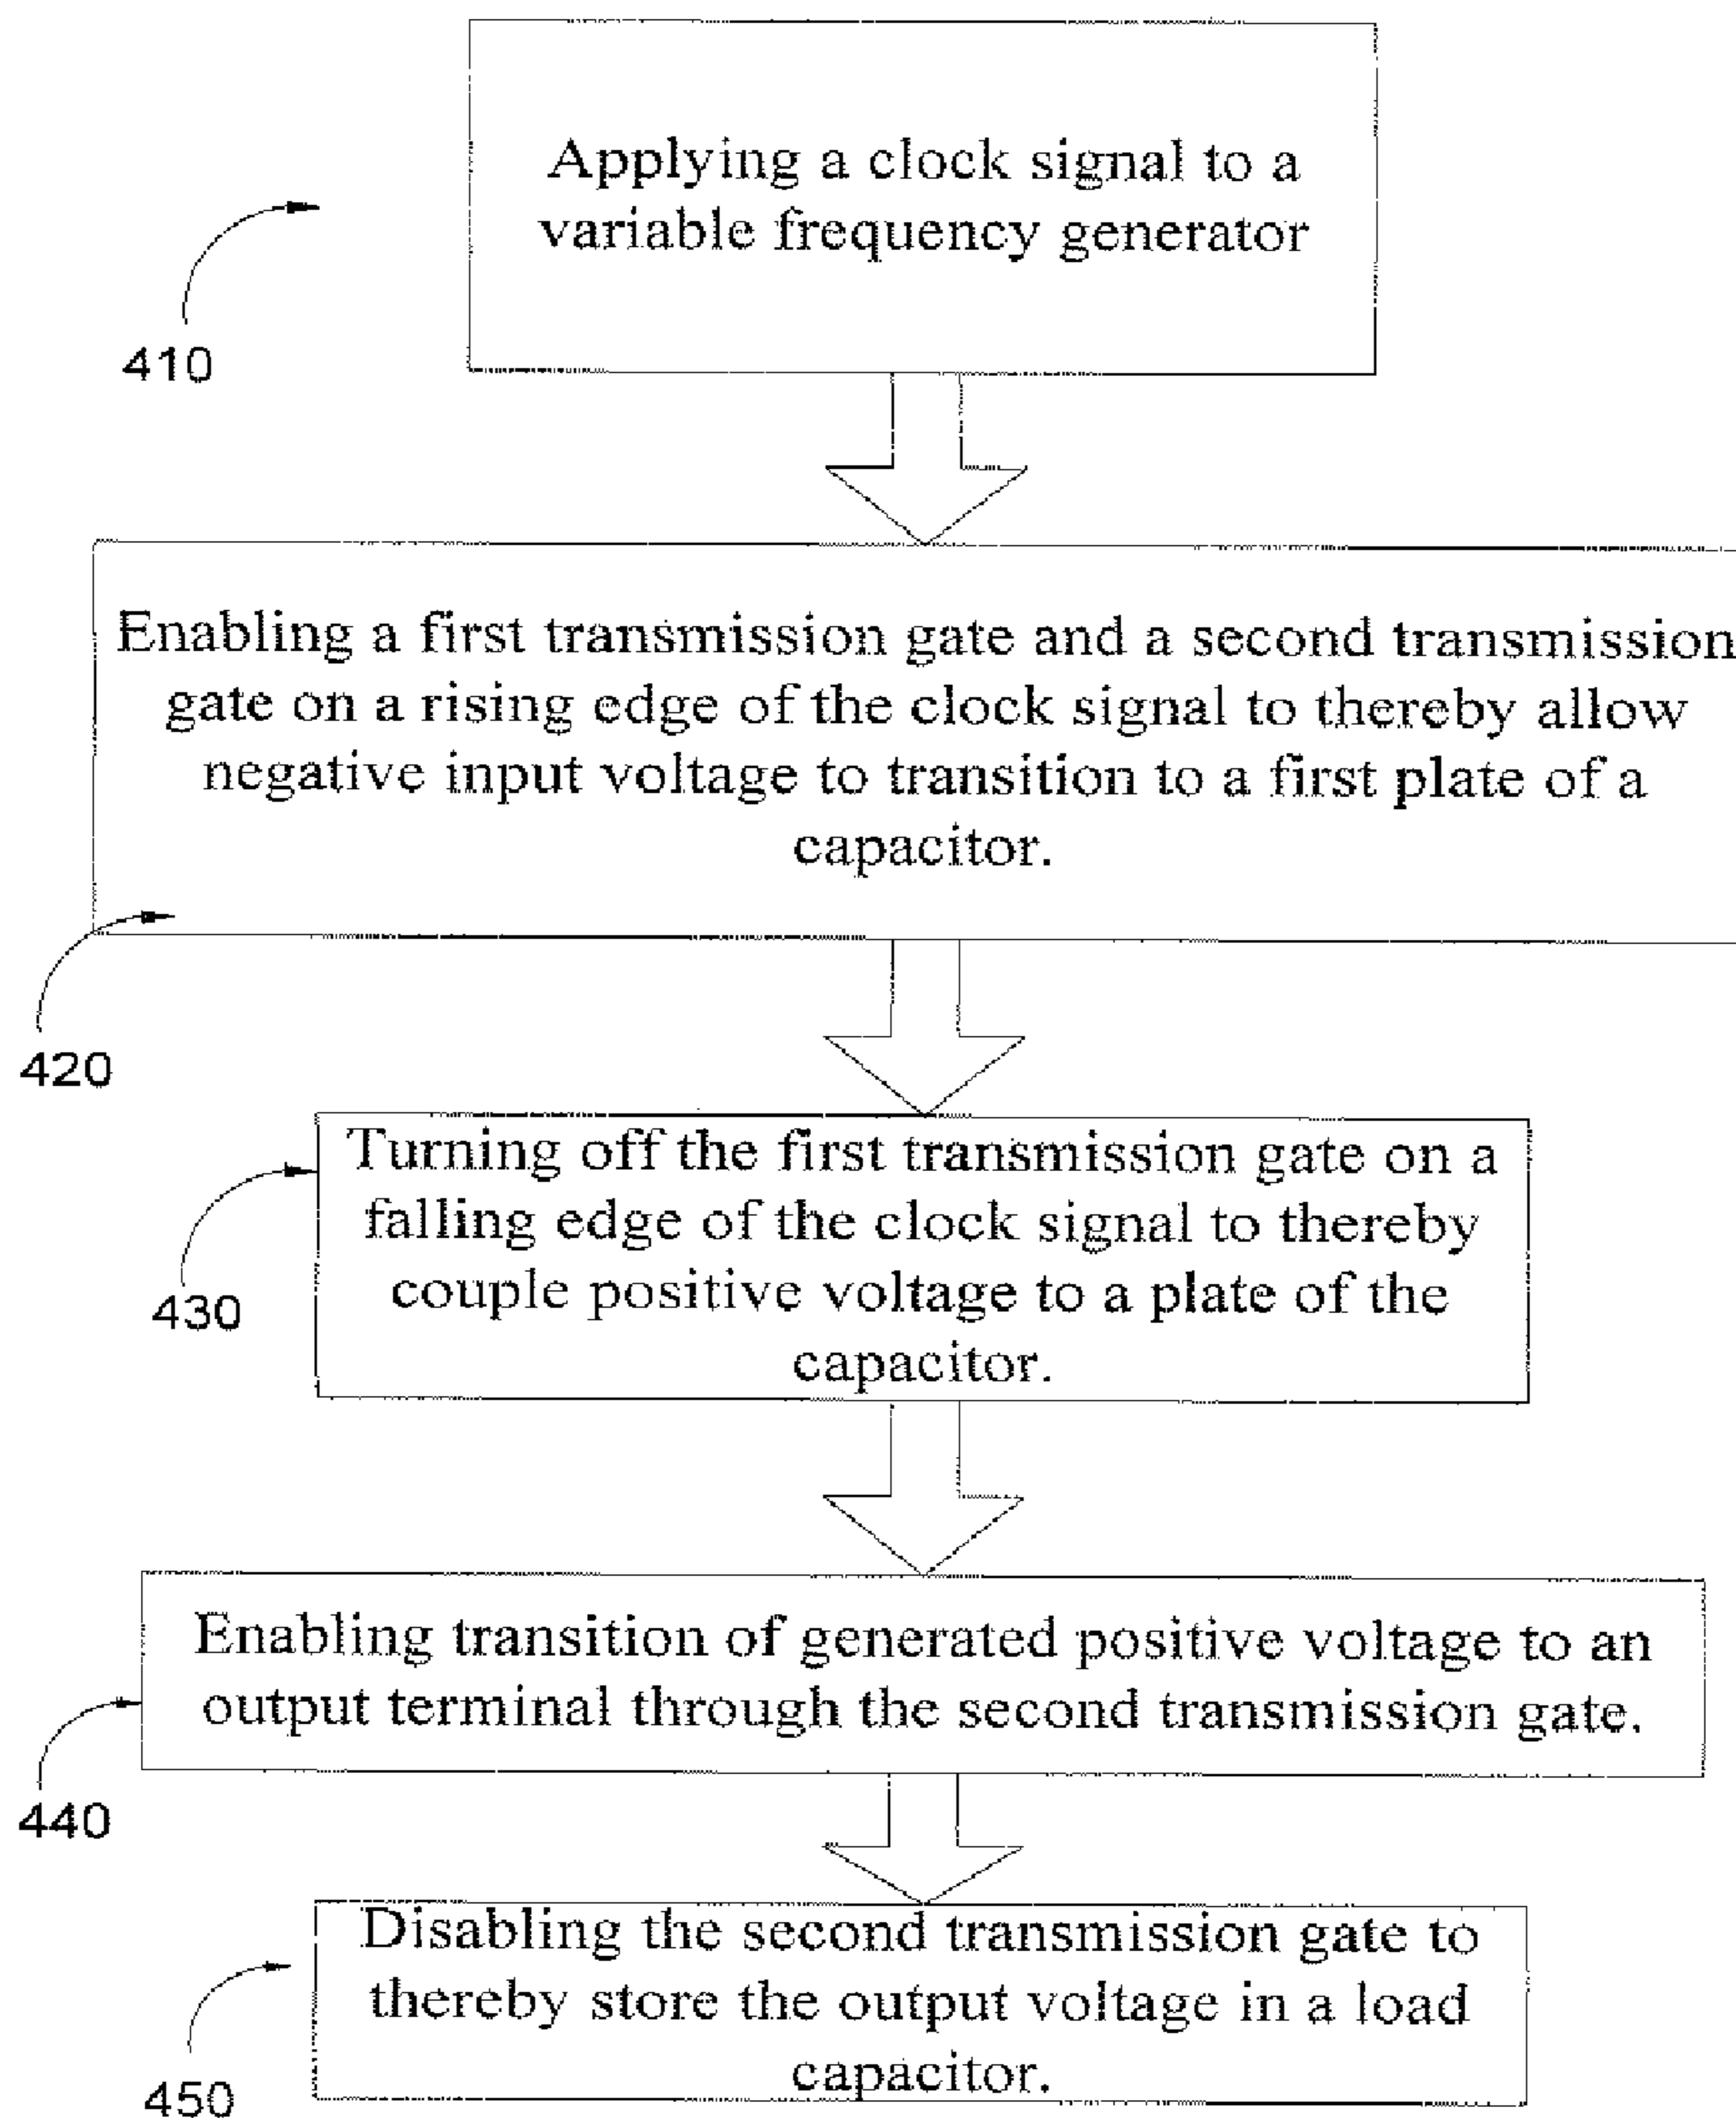 Applying a clock signal to a
variable frequency generator
410
Enabling a first transmission gate and a second transmission
gate on a rising edge of the clock signal to thereby allow
negative input voltage to transition to a first plate of a
capacitor.
420
Turning off the first transmission gate on a
falling edge of the clock signal to thereby
couple positive voltage to a plate of the
capacitor.
430
Enabling transition of generated positive voltage to an
output terminal through the second transmission gate.
440
Disabling the second transmission gate to
thereby store the output voltage in a load
capacitor.
450